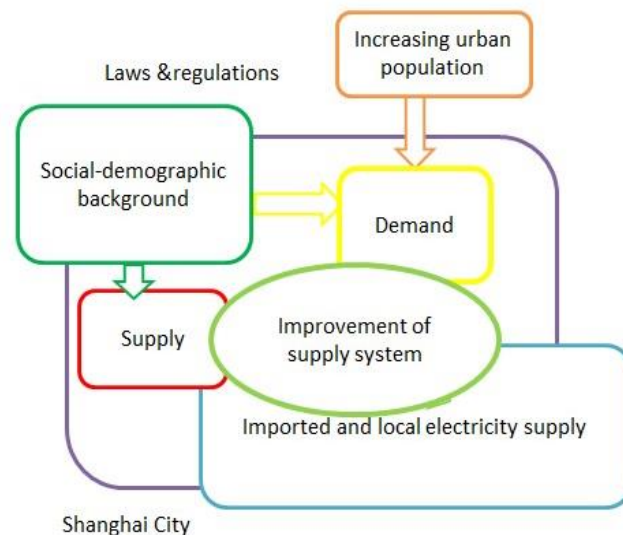 Increasing urban
population
Laws &regulations
Social-demographic
background
Demand
Supply
Improvement of
supply system
Imported and local electricity supply
Shanghai City